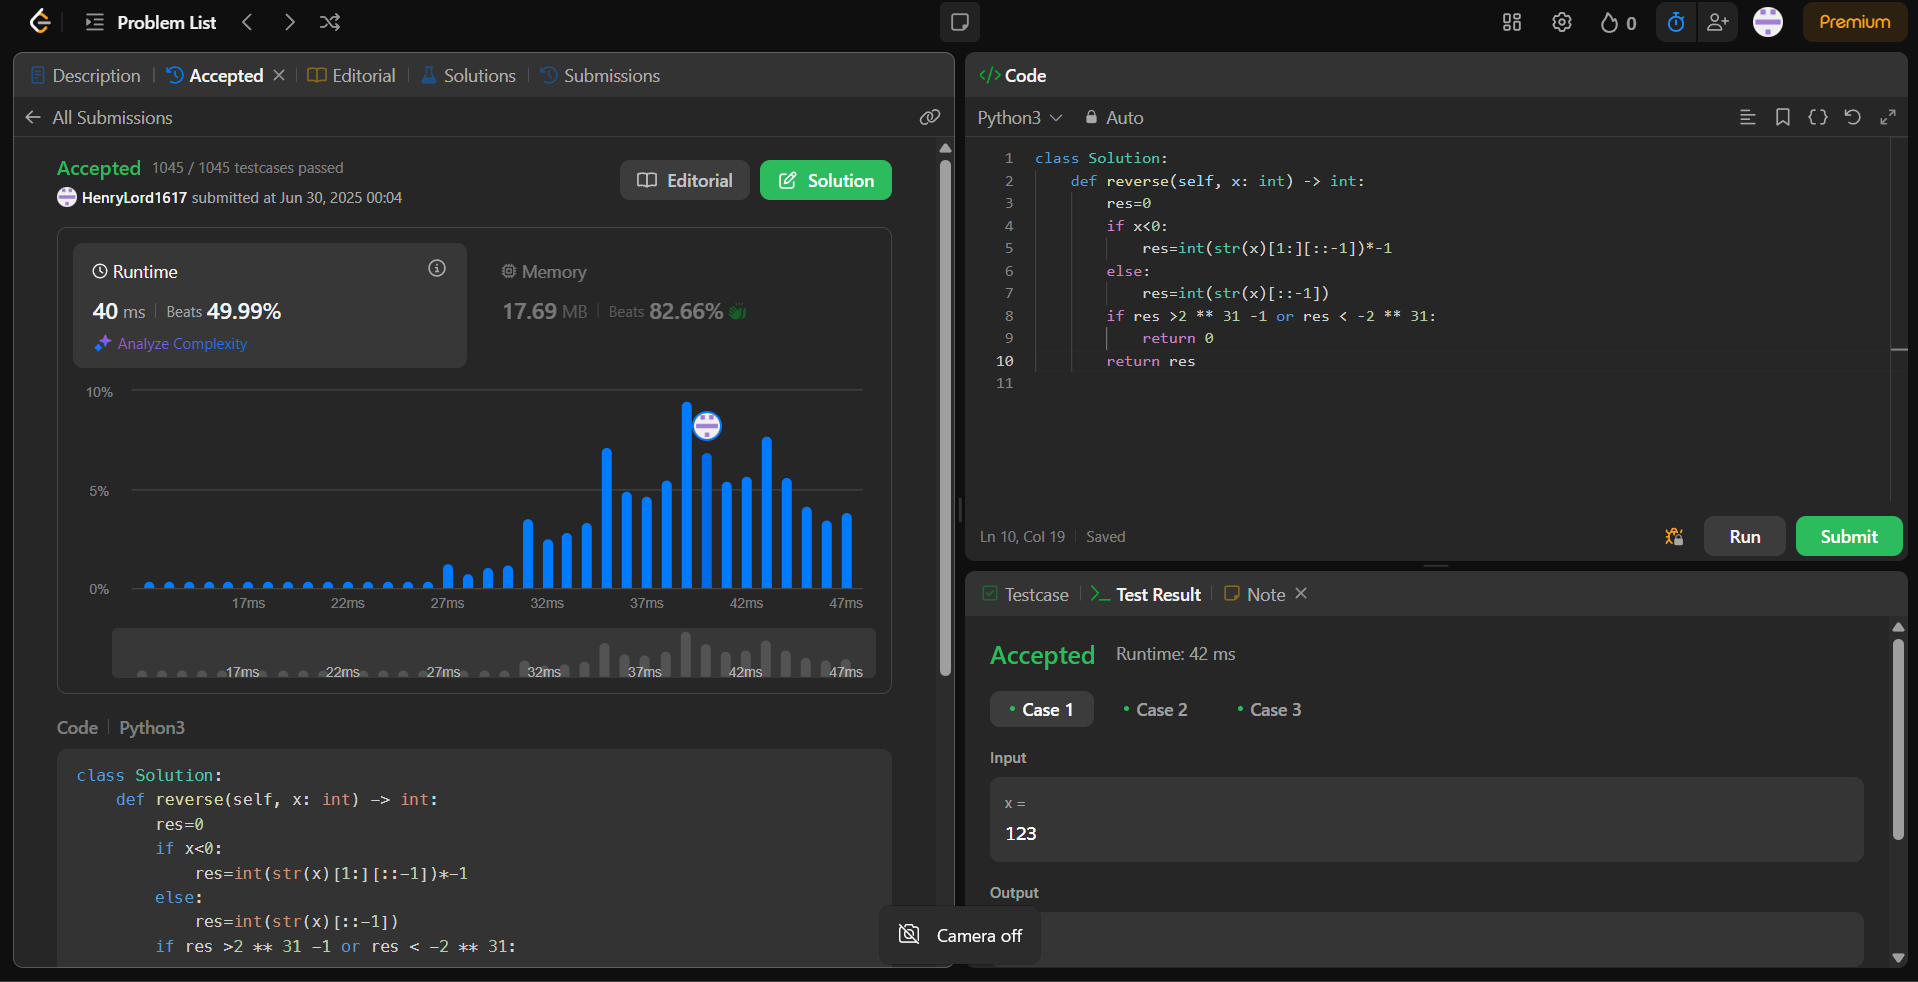 Problem List
0
Premium
Description
Accepted
Editorial
Solutions
Submissions
All Submissions
Accepted 1045 / 1045 testcases passed
HenryLord1617 submitted at Jun 30, 2025 00:04
Editorial
Solution
Runtime
40 ms Beats 49.99%
Analyze Complexity
Memory
17.69 MB Beats 82.66%
10%
5%
0%
17ms 22ms 27ms 32ms 37ms 42ms 47ms
17ms 22ms 27ms 32ms 37ms 42ms 47ms
Code Python3
class Solution:
    def reverse(self, x: int) -> int:
        res=0
        if x<0:
            res=int(str(x)[1:][::-1])*-1
        else:
            res=int(str(x)[::-1])
        if res >2 ** 31 -1 or res < -2 ** 31:
Camera off
</> Code
Python3 Auto
1 class Solution:
2     def reverse(self, x: int) -> int:
3         res=0
4         if x<0:
5             res=int(str(x)[1:][::-1])*-1
6         else:
7             res=int(str(x)[::-1])
8         if res >2 ** 31 -1 or res < -2 ** 31:
9             return 0
10         return res
11
Ln 10, Col 19 Saved
Run
Submit
Testcase
Test Result
Note
Accepted Runtime: 42 ms
Case 1
Case 2
Case 3
Input
x =
123
Output